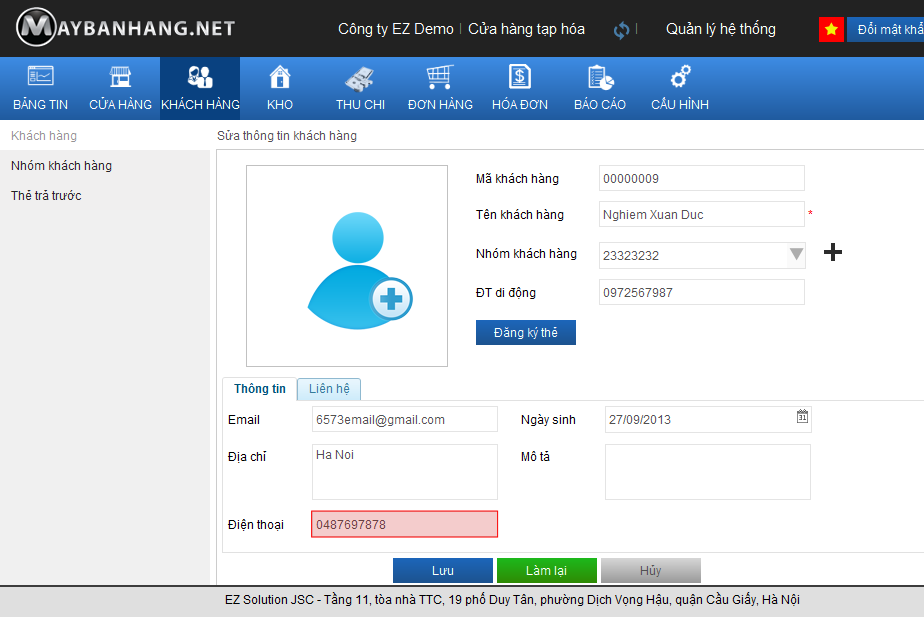 MAYBANHANG.NET
Công ty EZ Demo | Cửa hàng tạp hóa | Quản lý hệ thống
Đổi mật khẩ
BẢNG TIN CỬA HÀNG KHÁCH HÀNG KHO THU CHI ĐƠN HÀNG HÓA ĐƠN BÁO CÁO CẤU HÌNH
Khách hàng
Nhóm khách hàng
Thẻ trả trước
Sửa thông tin khách hàng
Mã khách hàng 00000009
Tên khách hàng Nghiem Xuan Duc *
Nhóm khách hàng 23323232
ĐT di động 0972567987
Đăng ký thẻ
Thông tin Liên hệ
Email 6573email@gmail.com Ngày sinh 27/09/2013 31
Địa chỉ Ha Noi Mô tả
Điện thoại 0487697878
Lưu Làm lại Hủy
EZ Solution JSC - Tầng 11, tòa nhà TTC, 19 phố Duy Tân, phường Dịch Vọng Hậu, quận Cầu Giấy, Hà Nội